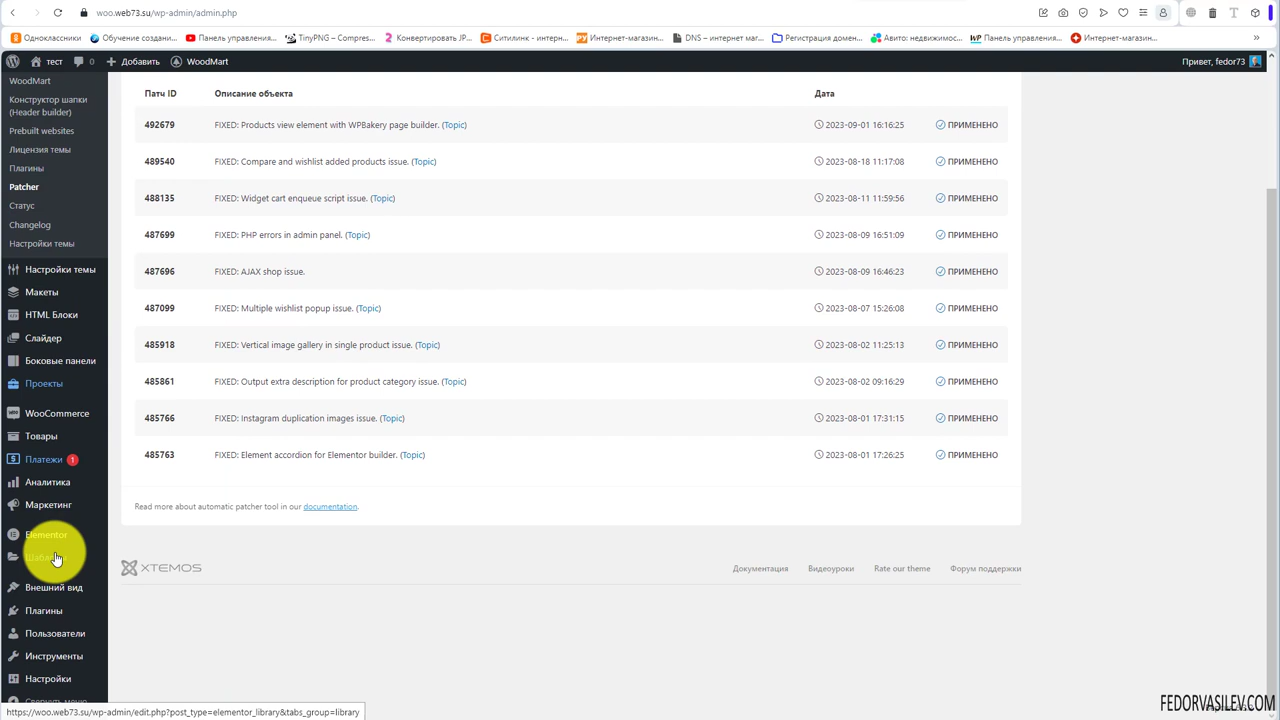 woo.web73.su/wp-admin/admin.php
Одноклассники
Обучение создани...
Панель управления...
TinyPNG – Compres...
Конвертировать JP...
Ситилинк - интерн...
Интернет-магазин...
DNS – интернет маг...
Регистрация домен...
Авито: недвижимос...
Панель управления...
Интернет-магазин...
тест
0
Добавить
WoodMart
Привет, fedor73
WoodMart
Конструктор шапки
(Header builder)
Prebuilt websites
Лицензия темы
Плагины
Patcher
Статус
Changelog
Настройки темы
Настройки темы
Макеты
HTML Блоки
Слайдер
Боковые панели
Проекты
WooCommerce
Товары
Платежи 1
Аналитика
Маркетинг
Elementor
Внешний вид
Плагины
Пользователи
Инструменты
Настройки
Свернуть меню
Патч ID Описание объекта Дата
492679 FIXED: Products view element with WPBakery page builder. (Topic) 2023-09-01 16:16:25 ПРИМЕНЕНО
489540 FIXED: Compare and wishlist added products issue. (Topic) 2023-08-18 11:17:08 ПРИМЕНЕНО
488135 FIXED: Widget cart enqueue script issue. (Topic) 2023-08-11 11:59:56 ПРИМЕНЕНО
487699 FIXED: PHP errors in admin panel. (Topic) 2023-08-09 16:51:09 ПРИМЕНЕНО
487696 FIXED: AJAX shop issue. 2023-08-09 16:46:23 ПРИМЕНЕНО
487099 FIXED: Multiple wishlist popup issue. (Topic) 2023-08-07 15:26:08 ПРИМЕНЕНО
485918 FIXED: Vertical image gallery in single product issue. (Topic) 2023-08-02 11:25:13 ПРИМЕНЕНО
485861 FIXED: Output extra description for product category issue. (Topic) 2023-08-02 09:16:29 ПРИМЕНЕНО
485766 FIXED: Instagram duplication images issue. (Topic) 2023-08-01 17:31:15 ПРИМЕНЕНО
485763 FIXED: Element accordion for Elementor builder. (Topic) 2023-08-01 17:26:25 ПРИМЕНЕНО
Read more about automatic patcher tool in our documentation.
XTEMOS
Документация Видеоуроки Rate our theme Форум поддержки
https://woo.web73.su/wp-admin/edit.php?post_type=elementor_library&tabs_group=library
FEDORVASILEV.COM